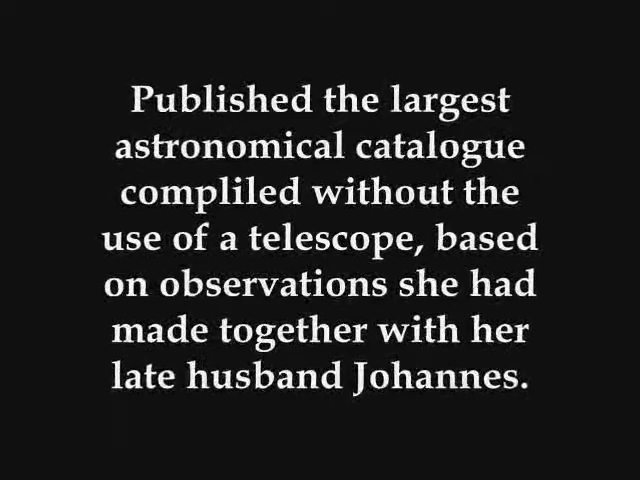 Published the largest
astronomical catalogue
compliled without the
use of a telescope, based
on observations she had
made together with her
late husband Johannes.